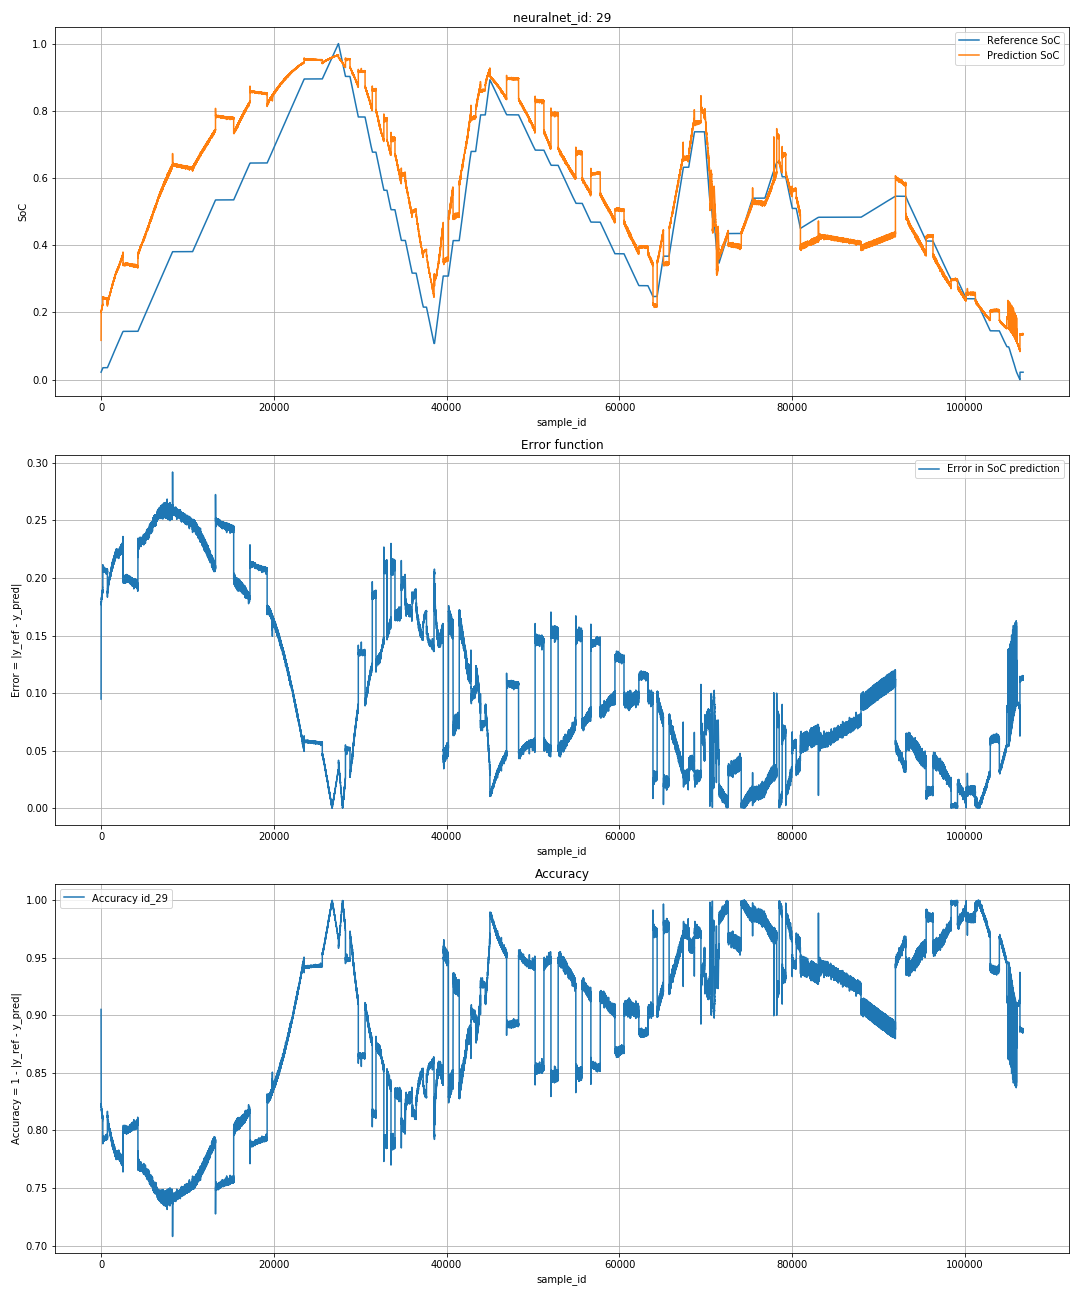 neuralnet_id: 29
Reference SoC
Prediction SoC
SoC
1.0
0.8
0.6
0.4
0.2
0.0
0 20000 40000 60000 80000 100000
sample_id
Error function
Error in SoC prediction
Error = |y_ref - y_pred|
0.30
0.25
0.20
0.15
0.10
0.05
0.00
0 20000 40000 60000 80000 100000
sample_id
Accuracy
Accuracy id_29
Accuracy = 1 - |y_ref - y_pred|
1.00
0.95
0.90
0.85
0.80
0.75
0.70
0 20000 40000 60000 80000 100000
sample_id